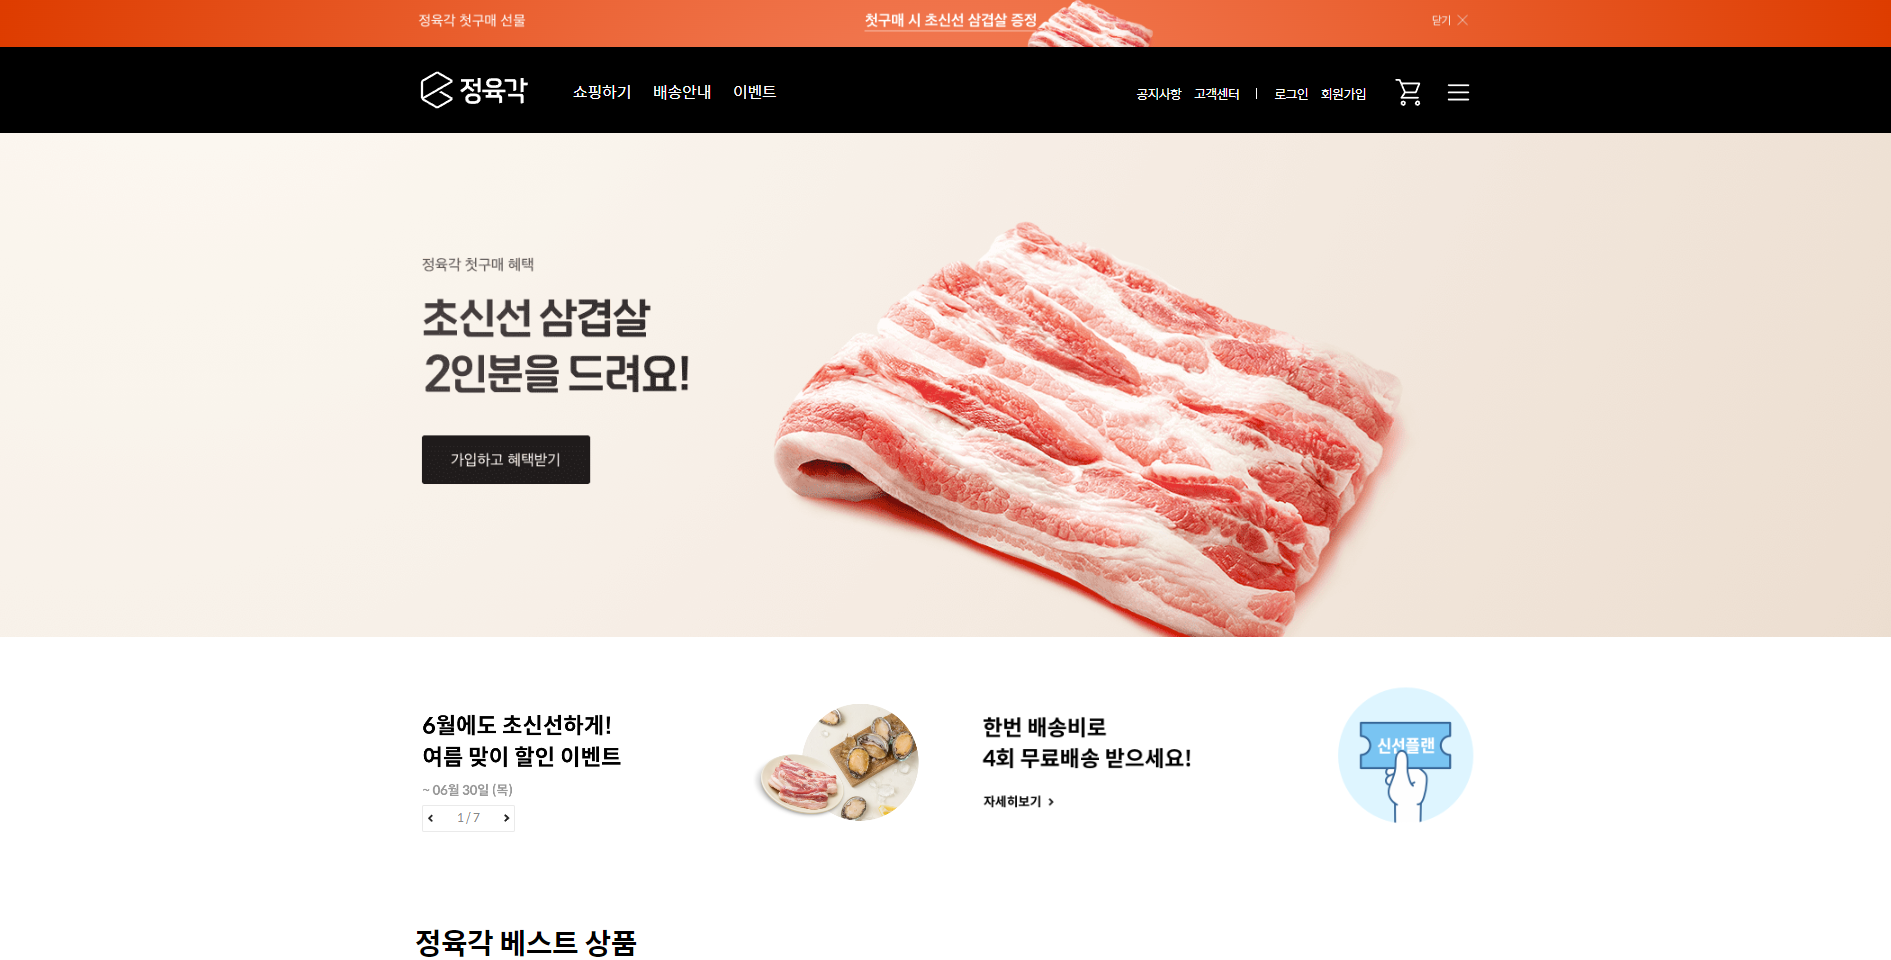 정육각 첫구매 선물
첫구매 시 초신선 삼겹살 증정
닫기
정육각
쇼핑하기 배송안내 이벤트
공지사항 고객센터 | 로그인 회원가입
정육각 첫구매 혜택
초신선 삼겹살
2인분을 드려요!
가입하고 혜택받기
6월에도 초신선하게!
여름 맞이 할인 이벤트
~ 06월 30일 (목)
1 / 7
한번 배송비로
4회 무료배송 받으세요!
자세히보기
신선플랜
정육각 베스트 상품